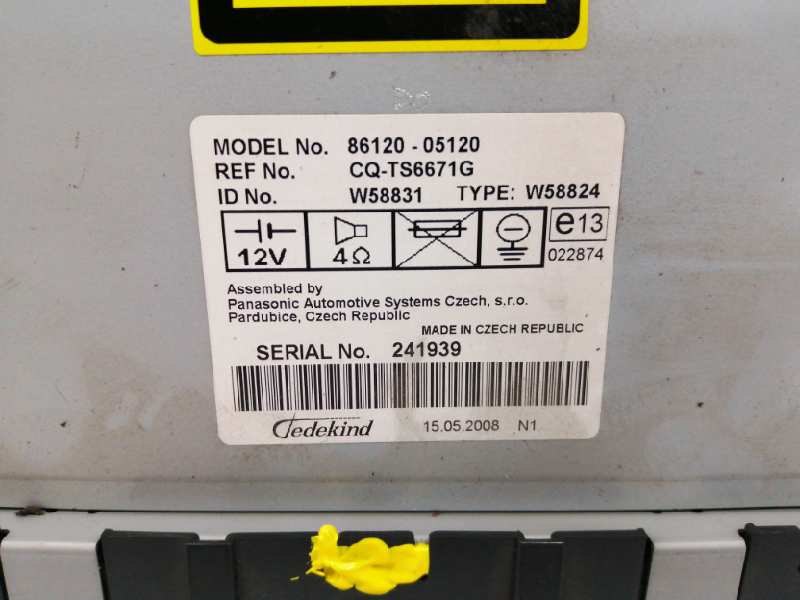 MODEL No. 86120 - 05120
REF No. CQ-TS6671G
ID No. W58831 TYPE: W58824
12V 4Ω e13
022874
Assembled by
Panasonic Automotive Systems Czech, s.r.o.
Pardubice, Czech Republic
MADE IN CZECH REPUBLIC
SERIAL No. 241939
Tedekind 15.05.2008 N1